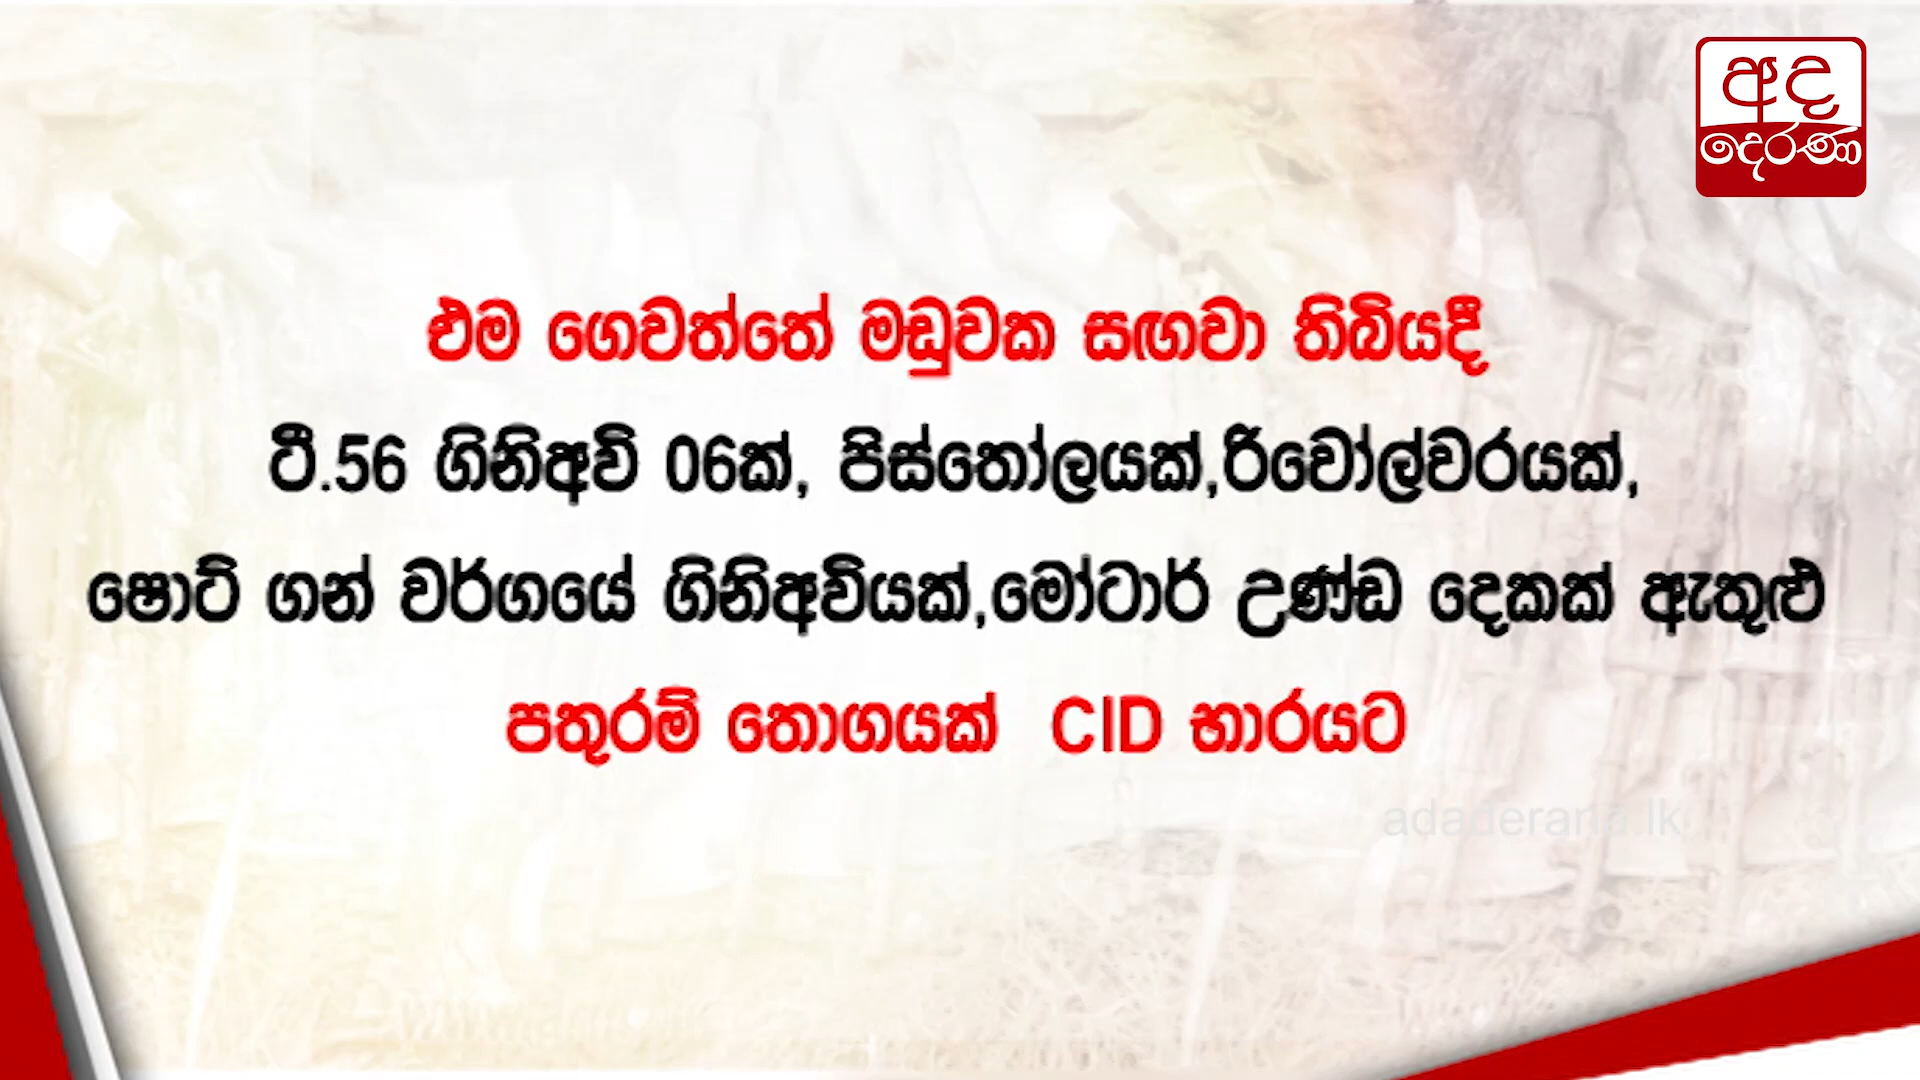 අද
දෙරණ
එම ගෙවත්තේ මඩුවක සඟවා තිබියදී
ටී.56 ගිනිඅවි 06ක්, පිස්තෝලයක්,රිවෝල්වරයක්,
ෂොට් ගන් වර්ගයේ ගිනිඅවියක්,මෝටාර් උණ්ඩ දෙකක් ඇතුළු
පතුරම් තොගයක් CID භාරයට
adaderana.lk